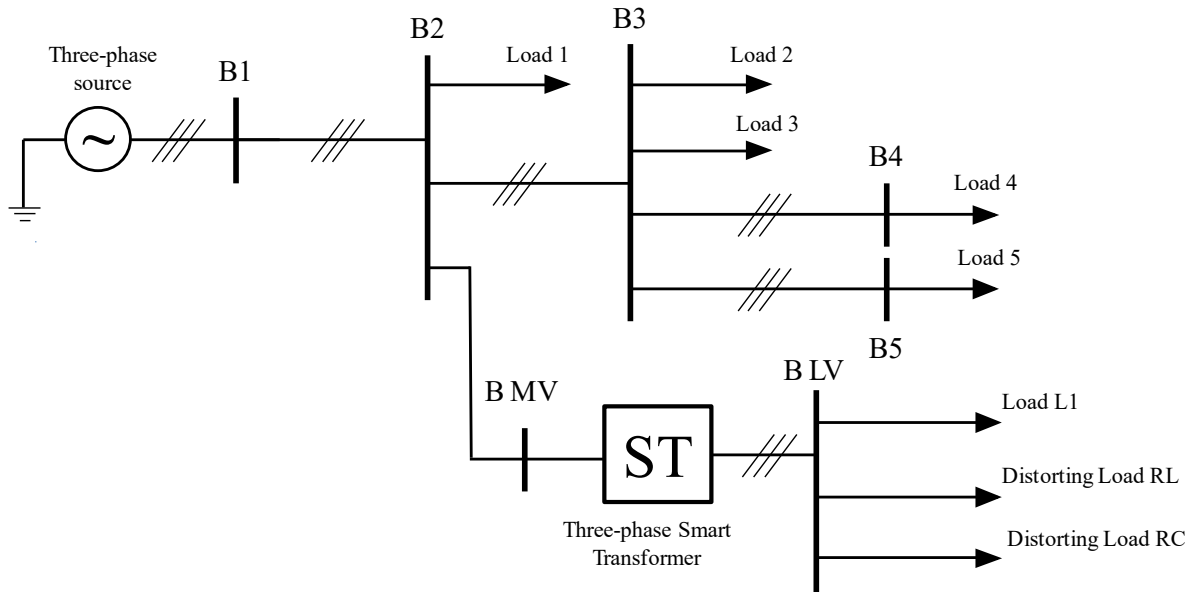 B2
B3
Three-phase
source
B1
Load 1
Load 2
Load 3
~
B4
Load 4
Load 5
B5
B MV
B LV
Load L1
ST
Distorting Load RL
Three-phase Smart
Transformer
Distorting Load RC